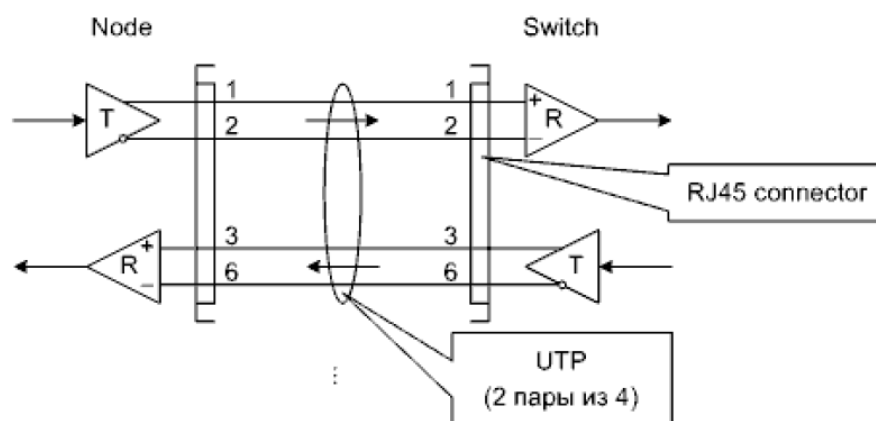 Node
Switch
1
1
T
+
R
2
2
−
RJ45 connector
3
3
+
R
T
−
6
6
UTP
(2 пары из 4)